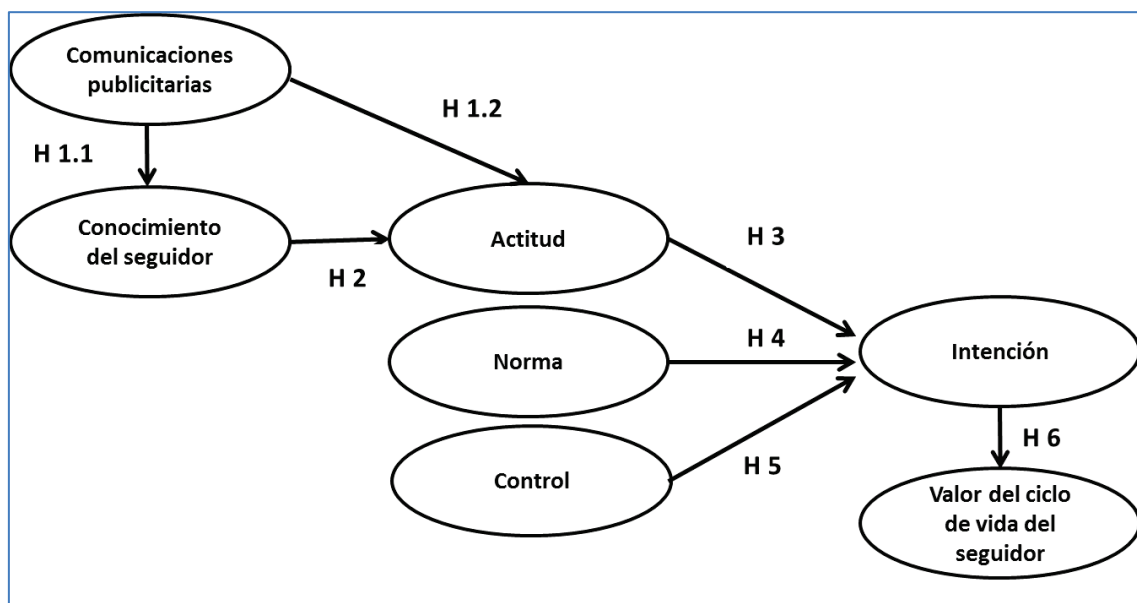 Comunicaciones
publicitarias
H 1.2
H 1.1
Conocimiento
del seguidor
H 2
Actitud
H 3
Norma
H 4
Intención
Control
H 5
H 6
Valor del ciclo
de vida del
seguidor